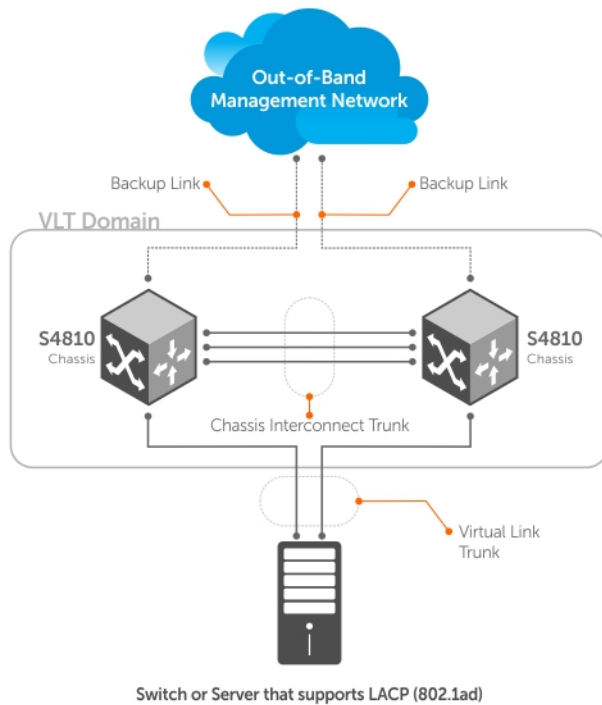 Out-of-Band
Management Network
Backup Link
Backup Link
VLT Domain
S4810
Chassis
S4810
Chassis
Chassis Interconnect Trunk
Virtual Link
Trunk
Switch or Server that supports LACP (802.1ad)